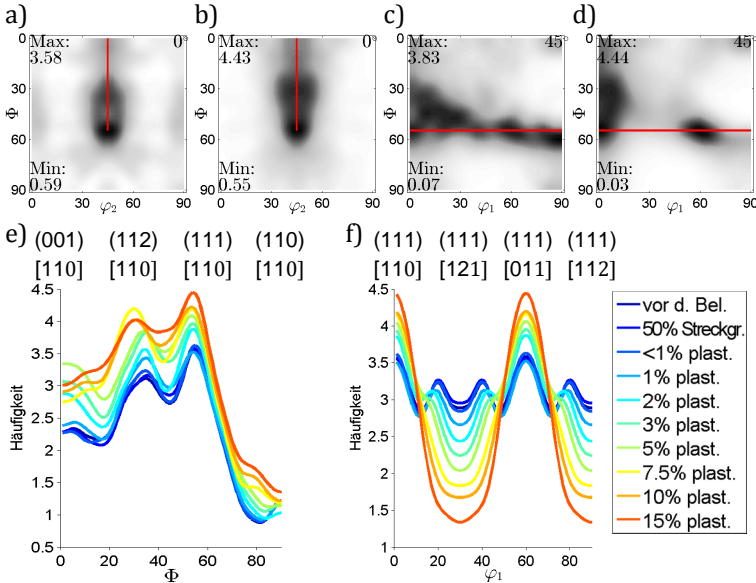 a) b) c) d)
Max: 3.58 0°
Max: 4.43 0°
Max: 3.83 45°
Max: 4.44 45°
Φ 0 30 60 90
Min: 0.59
Min: 0.55
Min: 0.07
Min: 0.03
0 φ2 90
0 φ2 90
0 φ1 90
Φ 0 30 60 90
0 φ1 90
e) (001) (112) (111) (110)
[110] [110] [110] [110]
f) (111) (111) (111) (111)
[110] [121] [011] [112]
Häufigkeit
4.5
4
3.5
3
2.5
2
1.5
1
0.5
0 20 40 60 80
Φ
Häufigkeit
4.5
4
3.5
3
2.5
2
1.5
1
0 20 40 60 80
φ1
vor d. Bel.
50% Streckgr.
<1% plast.
1% plast.
2% plast.
3% plast.
5% plast.
7.5% plast.
10% plast.
15% plast.